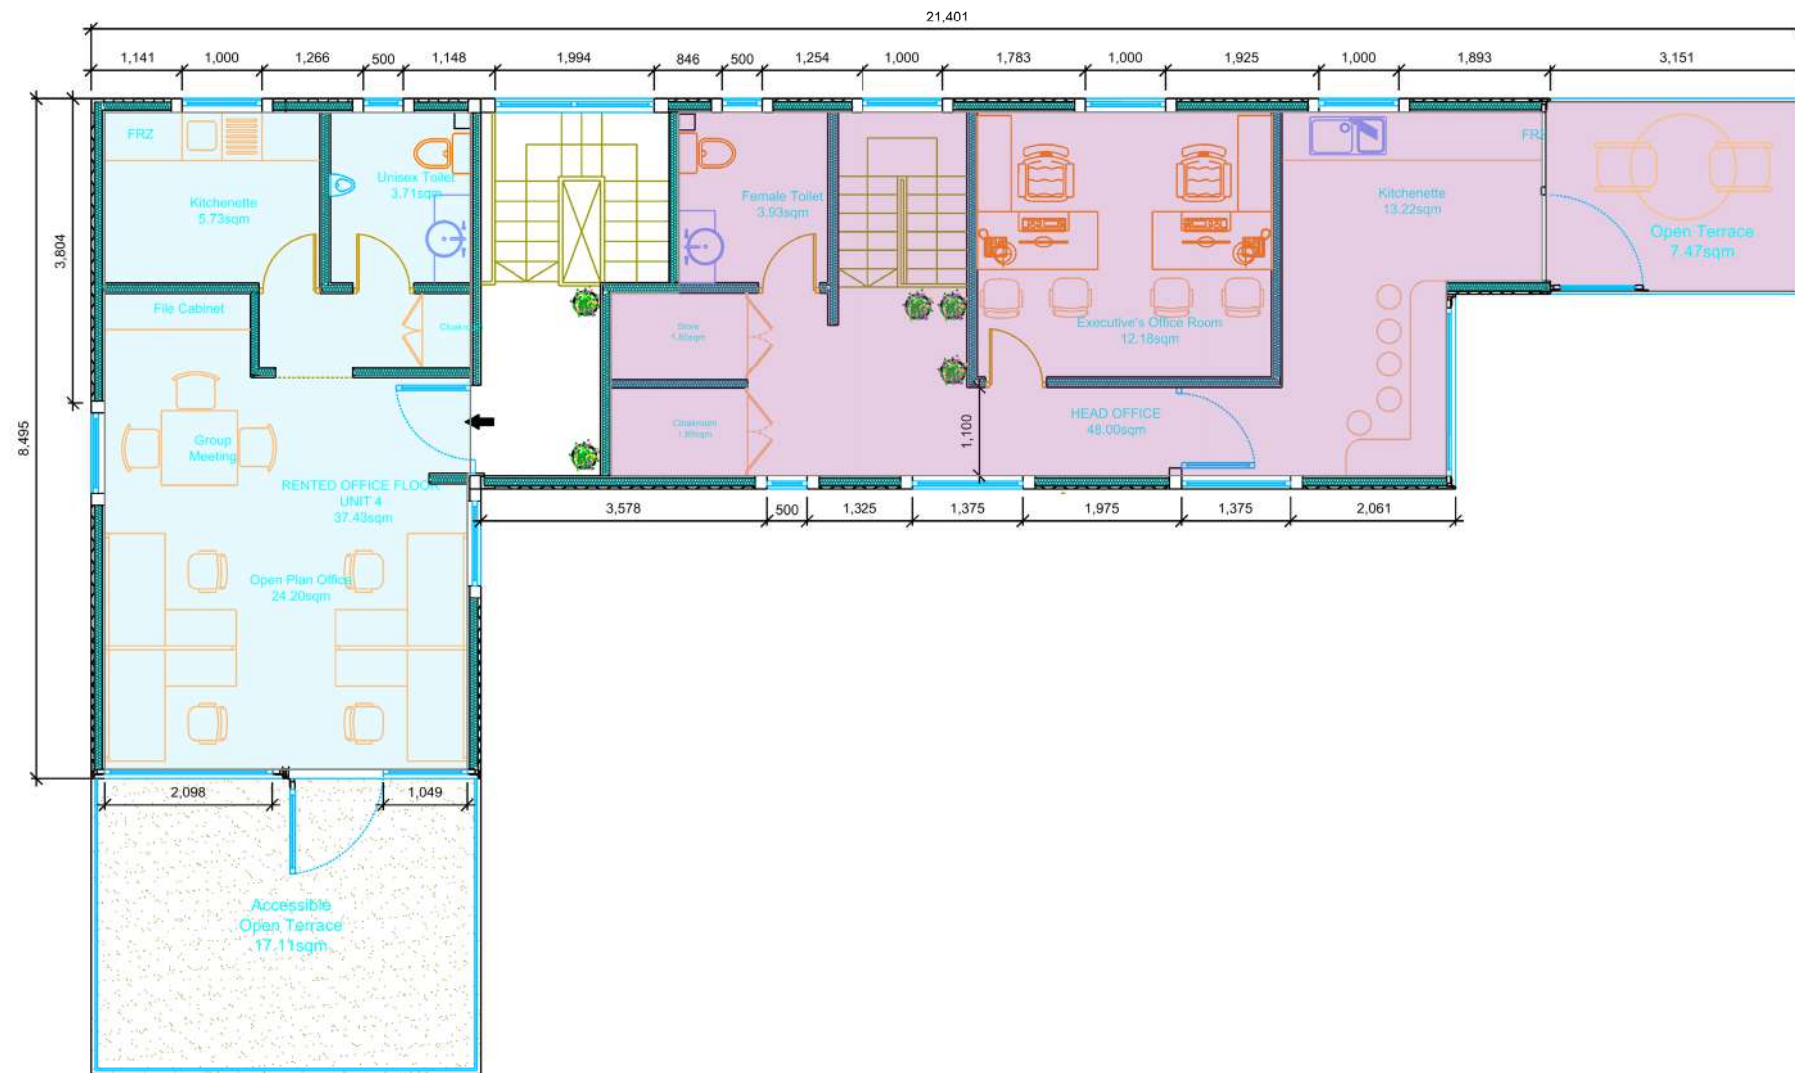 21,401
1,141
1,000
1,266
500
1,148
1,994
846
500
1,254
1,000
1,783
1,000
1,925
1,000
1,893
3,151
FRZ
Kitchenette
5.73sqm
Unisex Toilet
3.71sqm
Female Toilet
3.93sqm
Kitchenette
13.22sqm
FRZ
Open Terrace
7.47sqm
3,804
8,495
File Cabinet
Store
Executive's Office Room
12.18sqm
Group
Meeting
Cloakroom
HEAD OFFICE
48.00sqm
1,100
RENTED OFFICE FLOOR
UNIT 4
37.43sqm
3,578
500
1,325
1,375
1,975
1,375
2,061
Open Plan Office
24.20sqm
2,098
1,049
Accessible
Open Terrace
17.11sqm